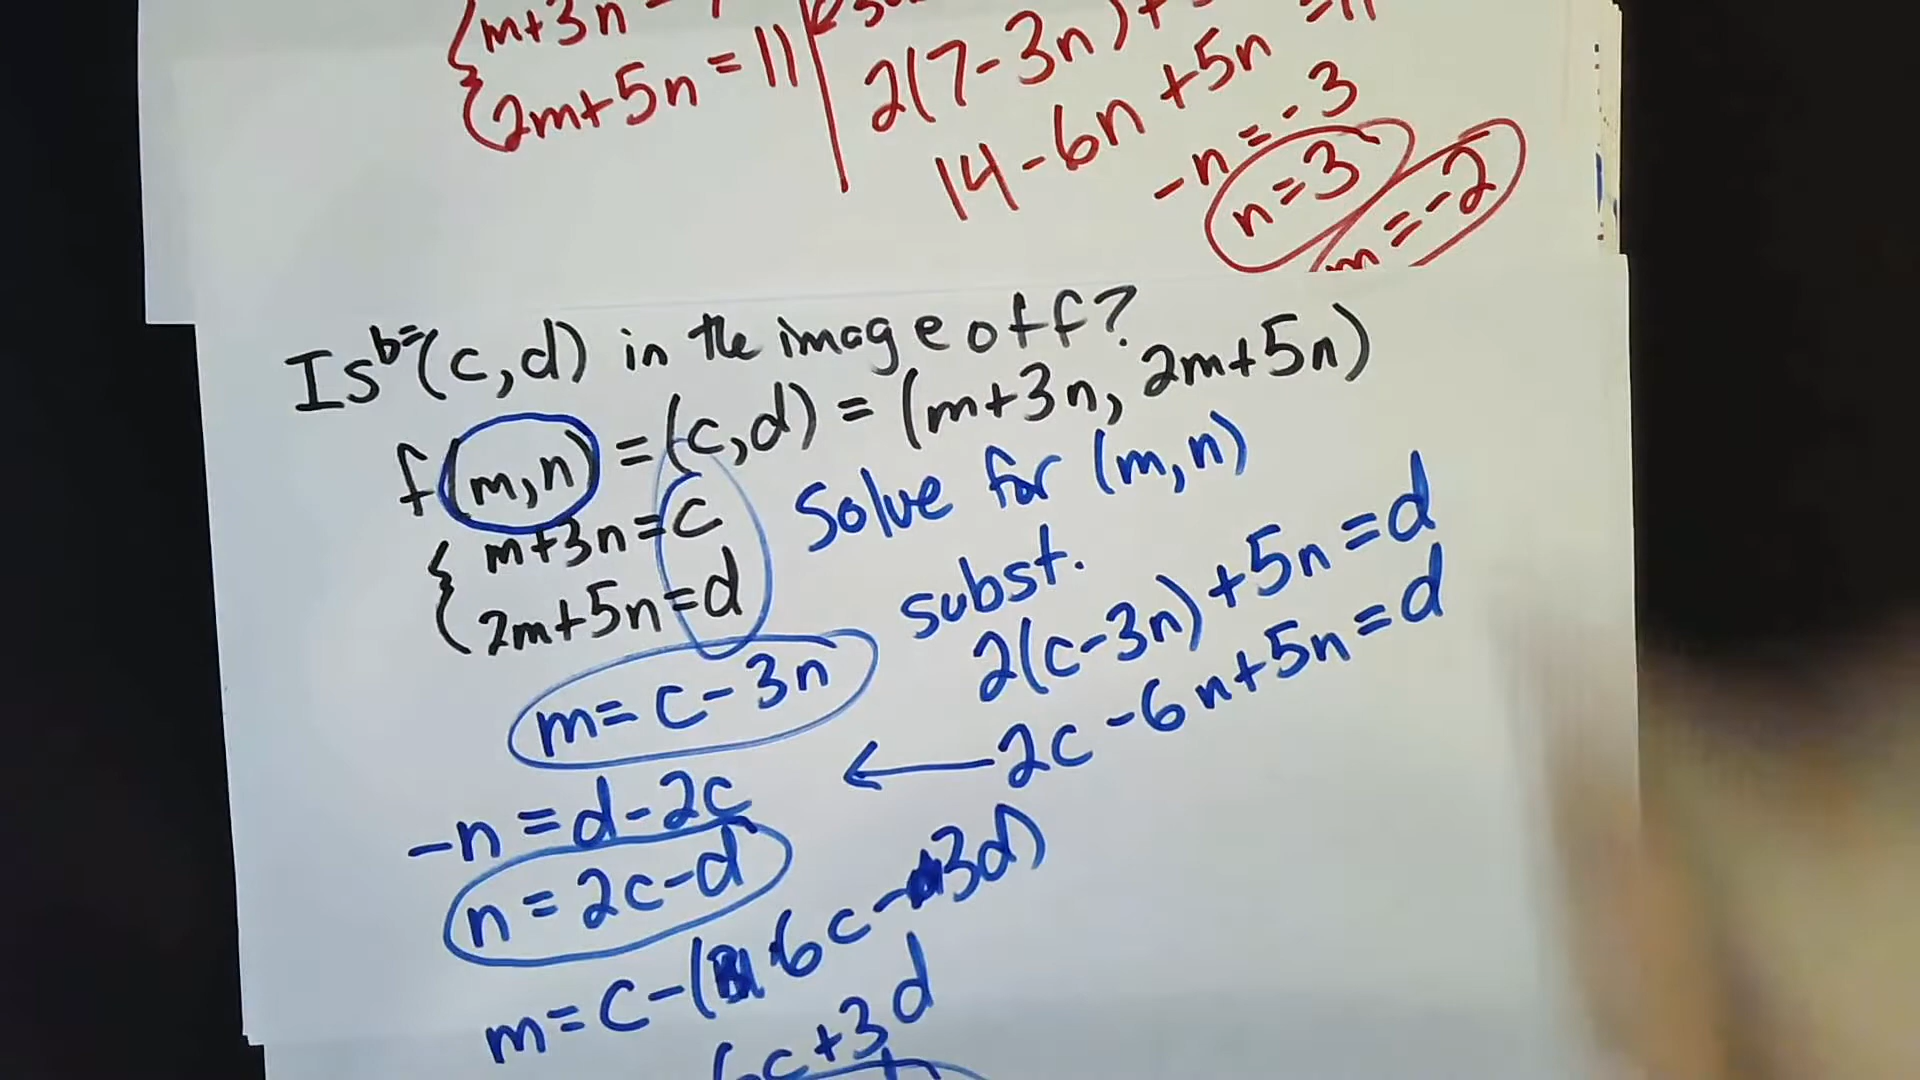 m+3n
2m+5n=11
2(7-3n)+
14-6n+5n =11
-n=-3
n=3
m=-2
Is b=(c,d) in the image of f?
f(m,n)=(c,d)=(m+3n, 2m+5n)
Solve for (m,n)
m+3n=c
2m+5n=d
subst.
2(c-3n)+5n=d
m=c-3n
2c-6n+5n=d
-n=d-2c
n=2c-d
m=c-(6c-3d)
6c+3d